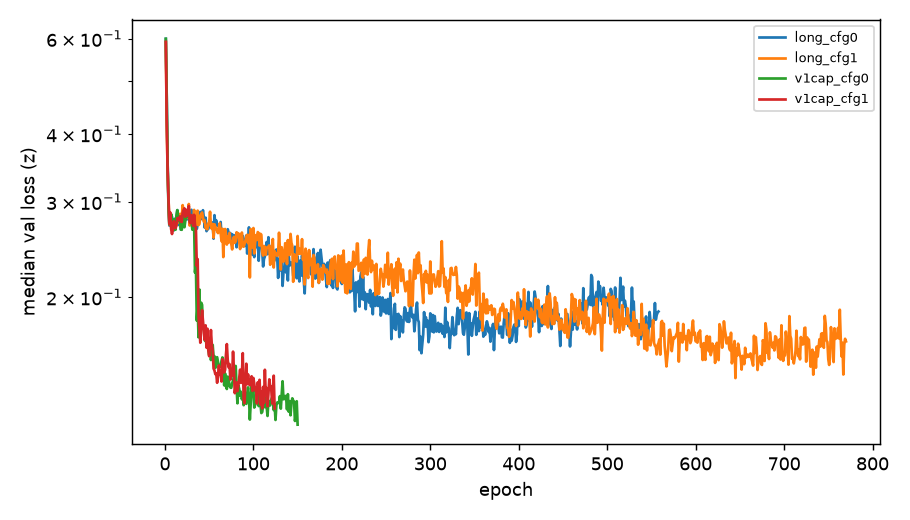 6 × 10⁻¹
4 × 10⁻¹
3 × 10⁻¹
2 × 10⁻¹
median val loss (z)
long_cfg0
long_cfg1
v1cap_cfg0
v1cap_cfg1
0 100 200 300 400 500 600 700 800
epoch